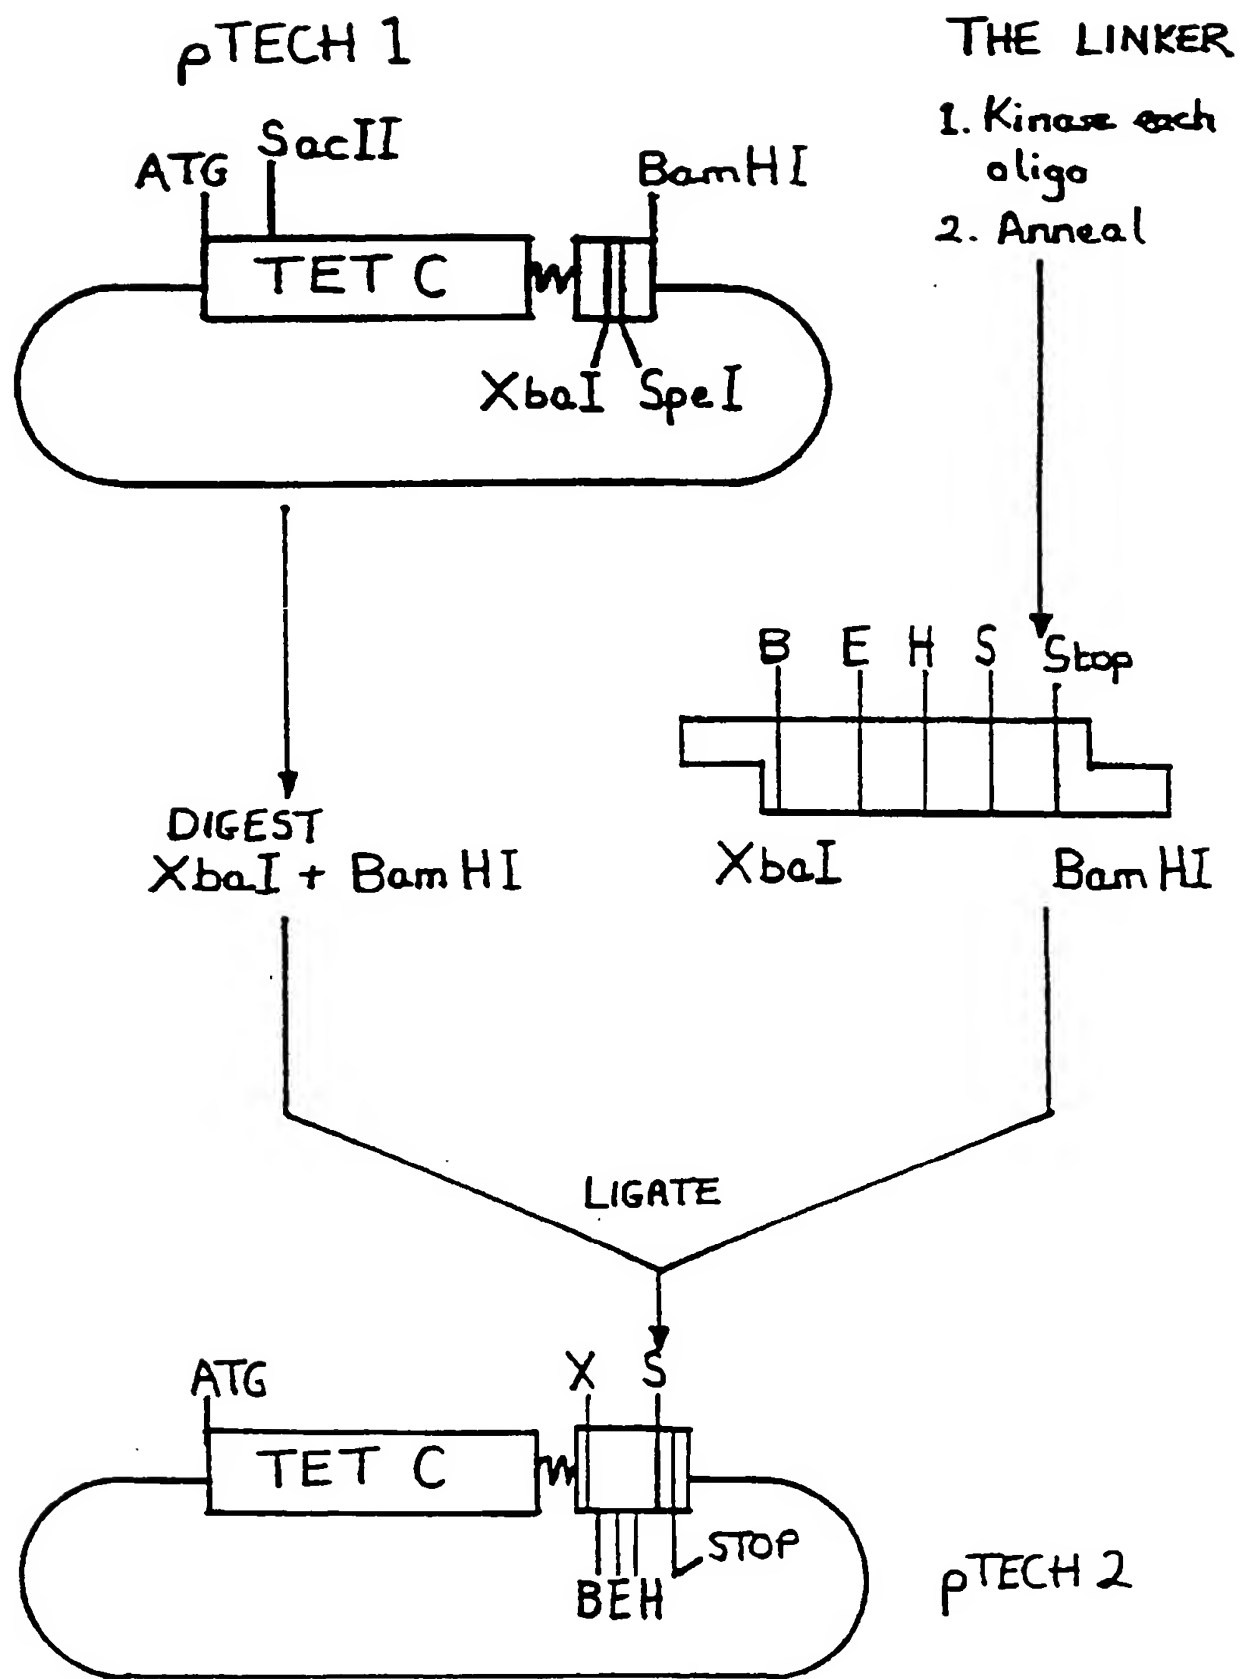 pTECH 1
SacII
ATG
BamHI
TET C
XbaI SpeI
THE LINKER
1. Kinase each
oligo
2. Anneal
B E H S Stop
XbaI BamHI
DIGEST
XbaI + BamHI
LIGATE
X S
ATG
TET C
STOP
BEH
pTECH 2